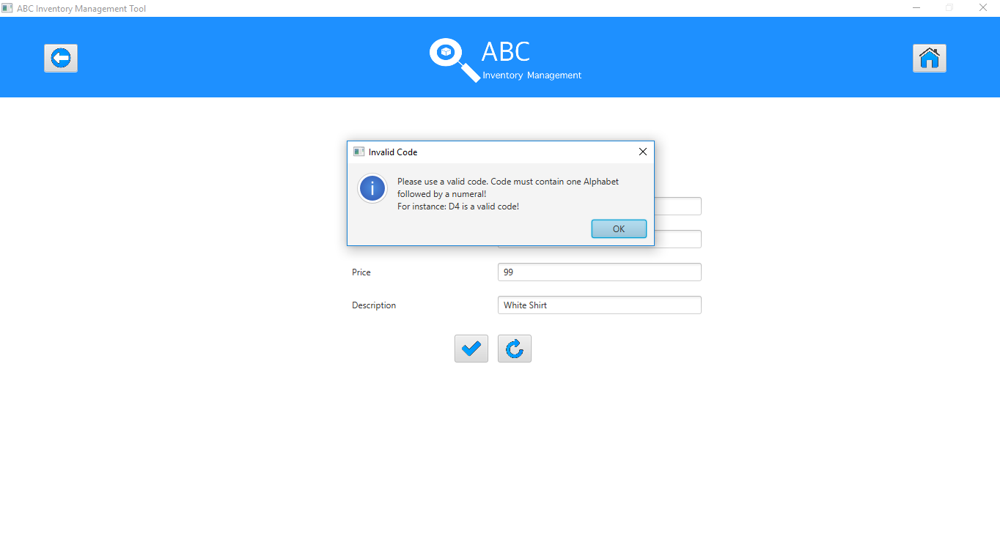 ABC Inventory Management Tool
ABC
Inventory Management
Invalid Code
Please use a valid code. Code must contain one Alphabet
followed by a numeral!
For instance: D4 is a valid code!
OK
Price
99
Description
White Shirt